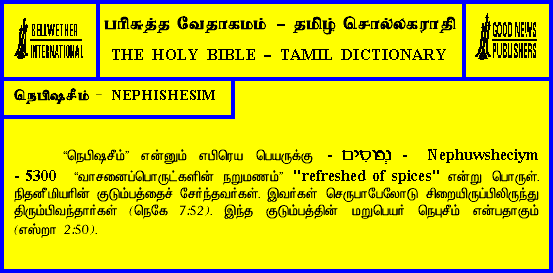 BELLWETHER
INTERNATIONAL
பரிசுத்த வேதாகமம் - தமிழ் சொல்லகராதி
THE HOLY BIBLE - TAMIL DICTIONARY
GOOD NEWS
PUBLISHERS
நெபிஷசீம் - NEPHISHESIM
“நெபிஷசீம்” என்னும் எபிரெய பெயருக்கு - - Nephuwsheciym
- 5300 “வாசனைப்பொருட்களின் நறுமணம்” "refreshed of spices" என்று பொருள்.
நிதனீமியரின் குடும்பத்தைச் சேர்ந்தவர்கள். இவர்கள் செருபாபேலோடு சிறையிருப்பிலிருந்து
திரும்பிவந்தார்கள் (நெகே 7:52). இந்த குடும்பத்தின் மறுபெயர் நெபுசீம் என்பதாகும்
(எஸ்றா 2:50).